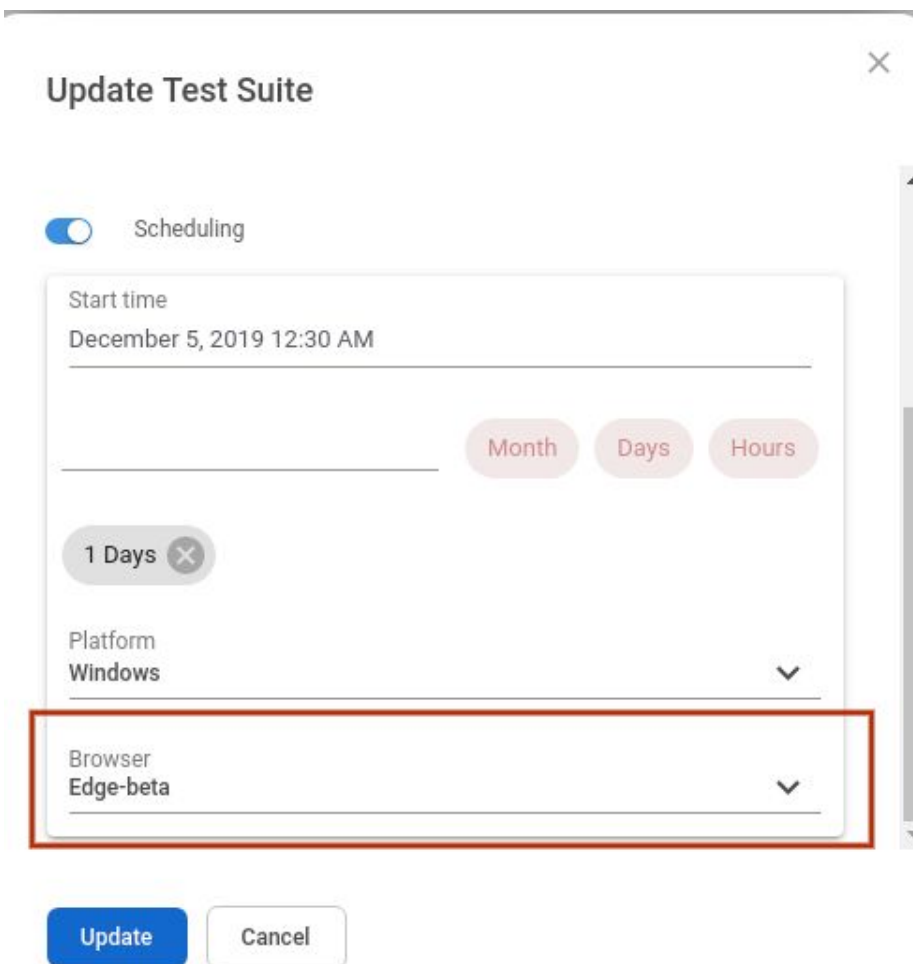 Update Test Suite
Scheduling
Start time
December 5, 2019 12:30 AM
Month Days Hours
1 Days
Platform
Windows
Browser
Edge-beta
Update Cancel